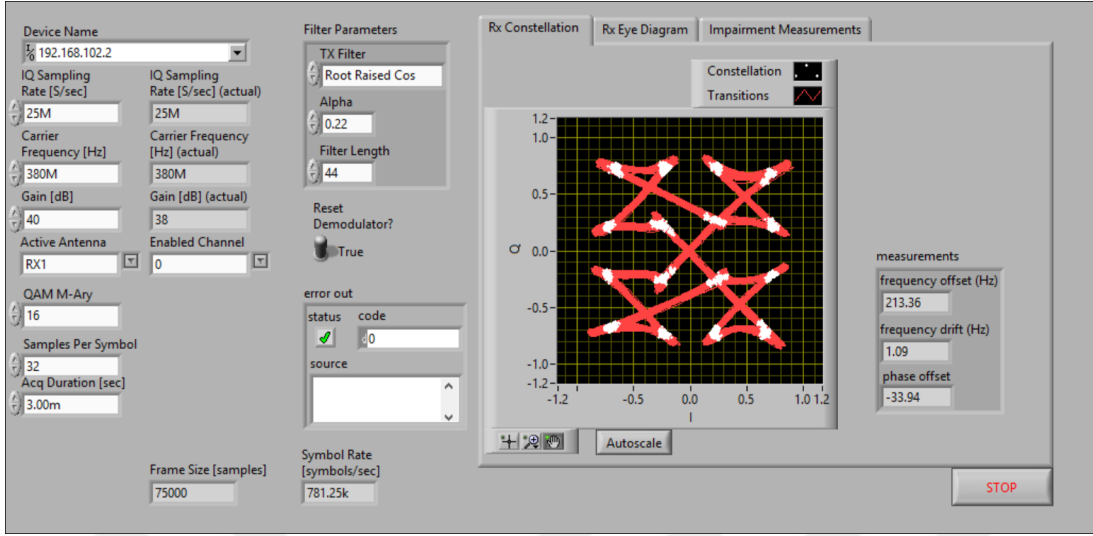 Device Name
192.168.102.2
IQ Sampling
Rate [S/sec]
25M
IQ Sampling
Rate [S/sec] (actual)
25M
Carrier
Frequency [Hz]
380M
Carrier Frequency
[Hz] (actual)
380M
Gain [dB]
40
Gain [dB] (actual)
38
Active Antenna
RX1
Enabled Channel
0
QAM M-Ary
16
Samples Per Symbol
32
Acq Duration [sec]
3.00m
Frame Size [samples]
75000
Filter Parameters
TX Filter
Root Raised Cos
Alpha
0.22
Filter Length
44
Reset
Demodulator?
True
error out
status
code
0
source
Symbol Rate
[symbols/sec]
781.25k
Rx Constellation
Rx Eye Diagram
Impairment Measurements
Constellation
Transitions
1.2
1.0
0.5
0.0
-0.5
-1.0
-1.2
Q
-1.2
-0.5
0.0
0.5
1.0 1.2
I
Autoscale
measurements
frequency offset (Hz)
213.36
frequency drift (Hz)
1.09
phase offset
-33.94
STOP